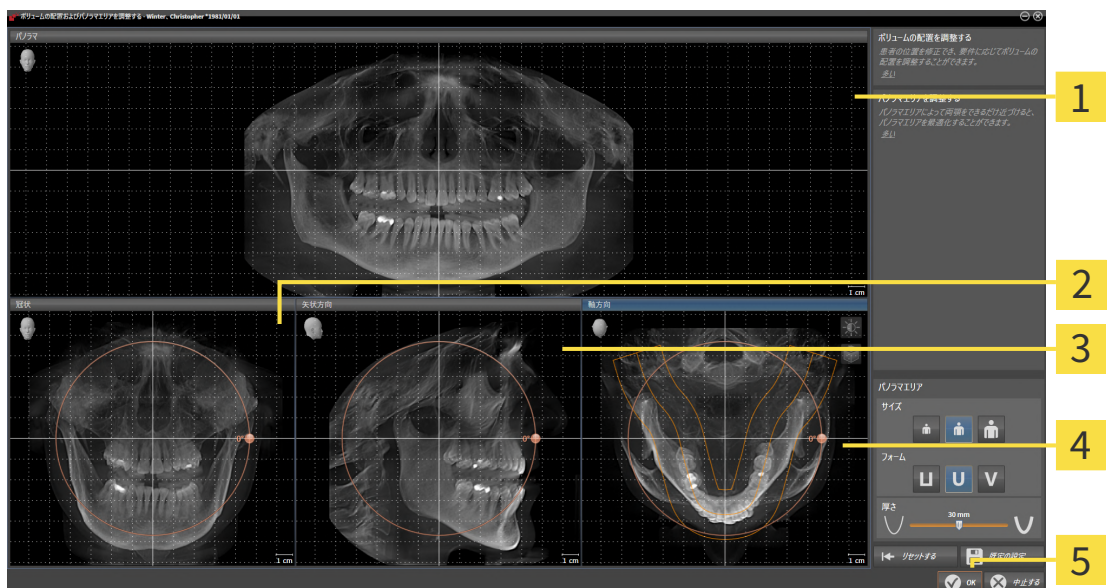 ボリュームの配置およびパノラマエリアを調整する - Winter, Christopher *1981/01/01
パノラマ
1 cm
冠状
0°
1 cm
矢状方向
0°
1 cm
軸方向
0°
1 cm
ボリュームの配置を調整する
患者の位置を修正でき、要件に応じてボリュームの
配置を調整することができます。
多い
パノラマエリアを調整する
パノラマエリアによって両顎をできるだけ近づけると、
パノラマエリアを最適化することができます。
多い
パノラマエリア
サイズ
フォーム
U
V
厚さ
30 mm
リセットする
既定の設定
OK
中止する
1
2
3
4
5